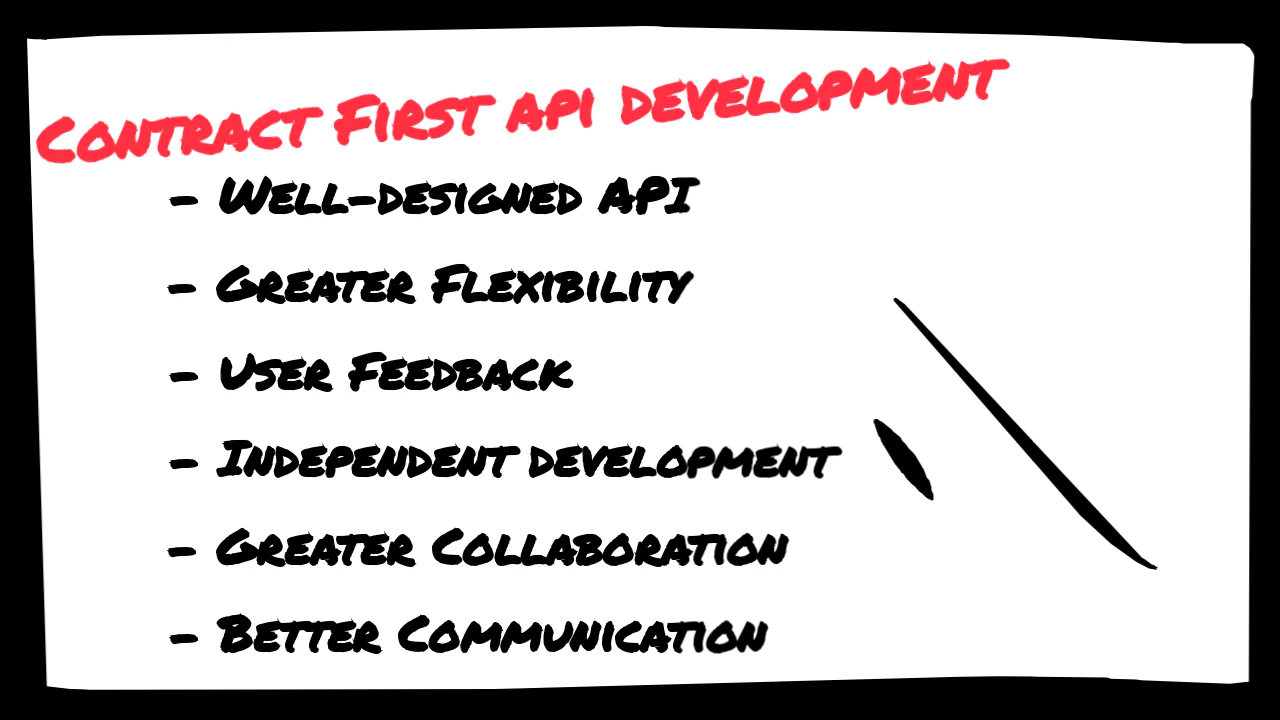 Contract First API Development
- Well-designed API
- Greater Flexibility
- User Feedback
- Independent development
- Greater Collaboration
- Better Communication